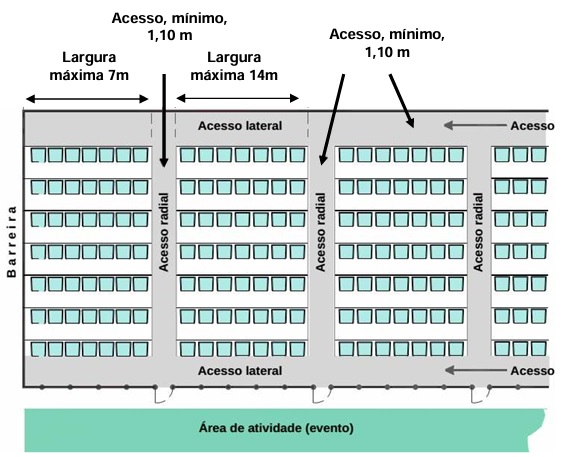 Acesso, mínimo,
1,10 m
Acesso, mínimo,
1,10 m
Largura
máxima 7m
Largura
máxima 14m
Acesso lateral
Acesso
Barreira
Acesso radial
Acesso radial
Acesso radial
Acesso lateral
Acesso
Área de atividade (evento)